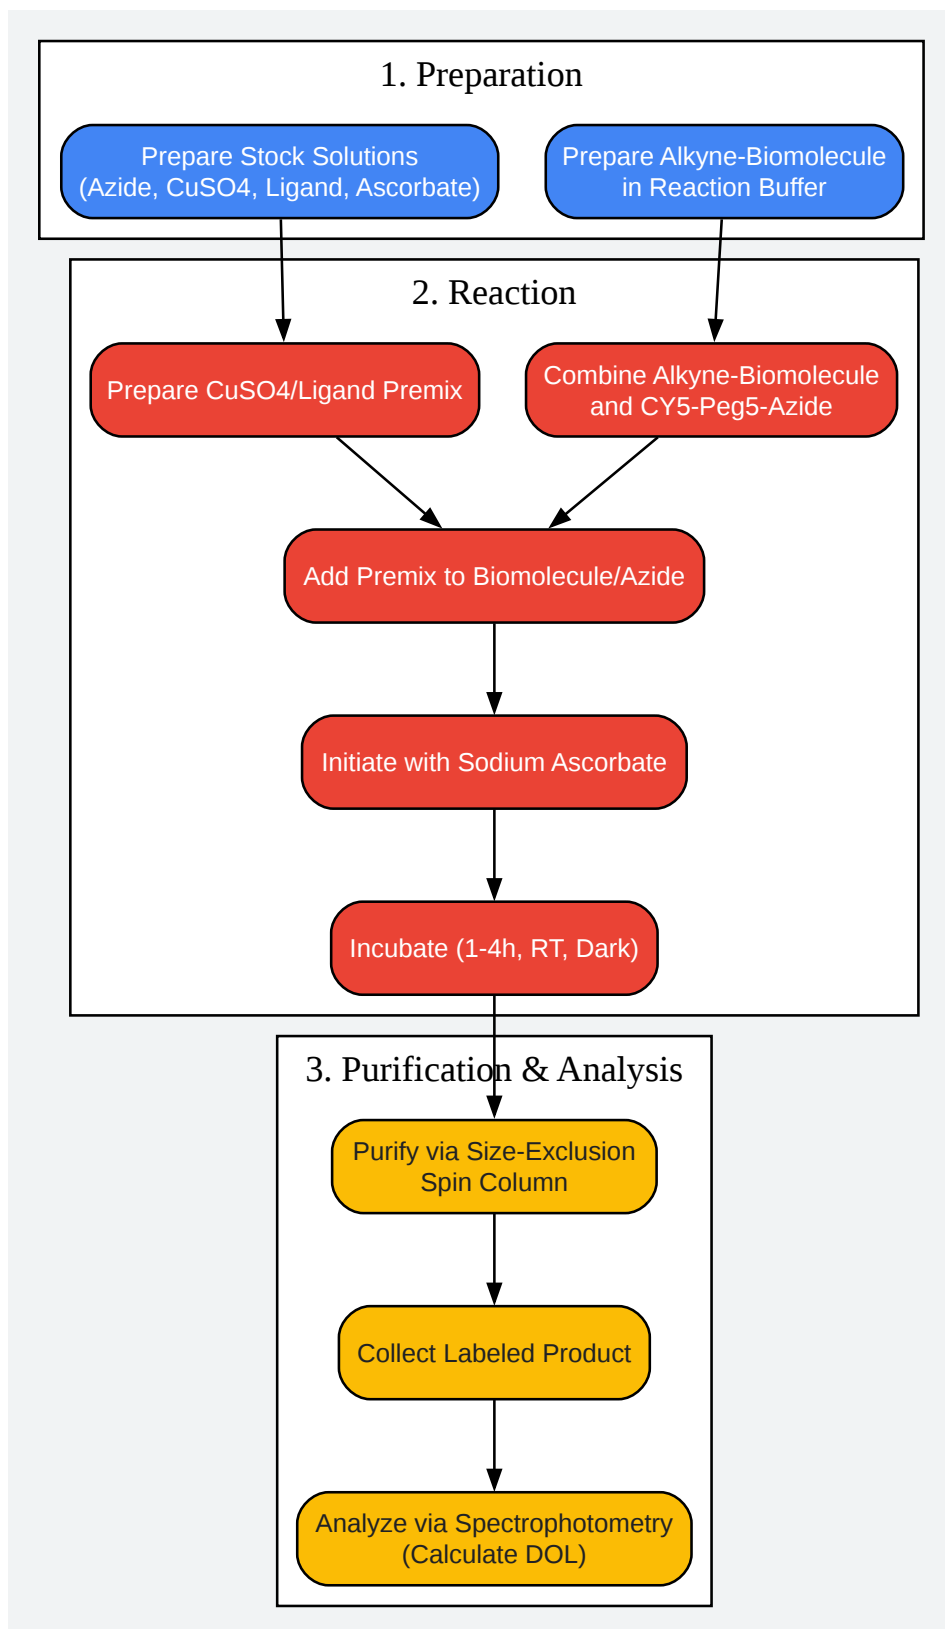 1. Preparation
Prepare Stock Solutions
(Azide, CuSO4, Ligand, Ascorbate)
Prepare Alkyne-Biomolecule
in Reaction Buffer
2. Reaction
Prepare CuSO4/Ligand Premix
Combine Alkyne-Biomolecule
and CY5-Peg5-Azide
Add Premix to Biomolecule/Azide
Initiate with Sodium Ascorbate
Incubate (1-4h, RT, Dark)
3. Purification & Analysis
Purify via Size-Exclusion
Spin Column
Collect Labeled Product
Analyze via Spectrophotometry
(Calculate DOL)